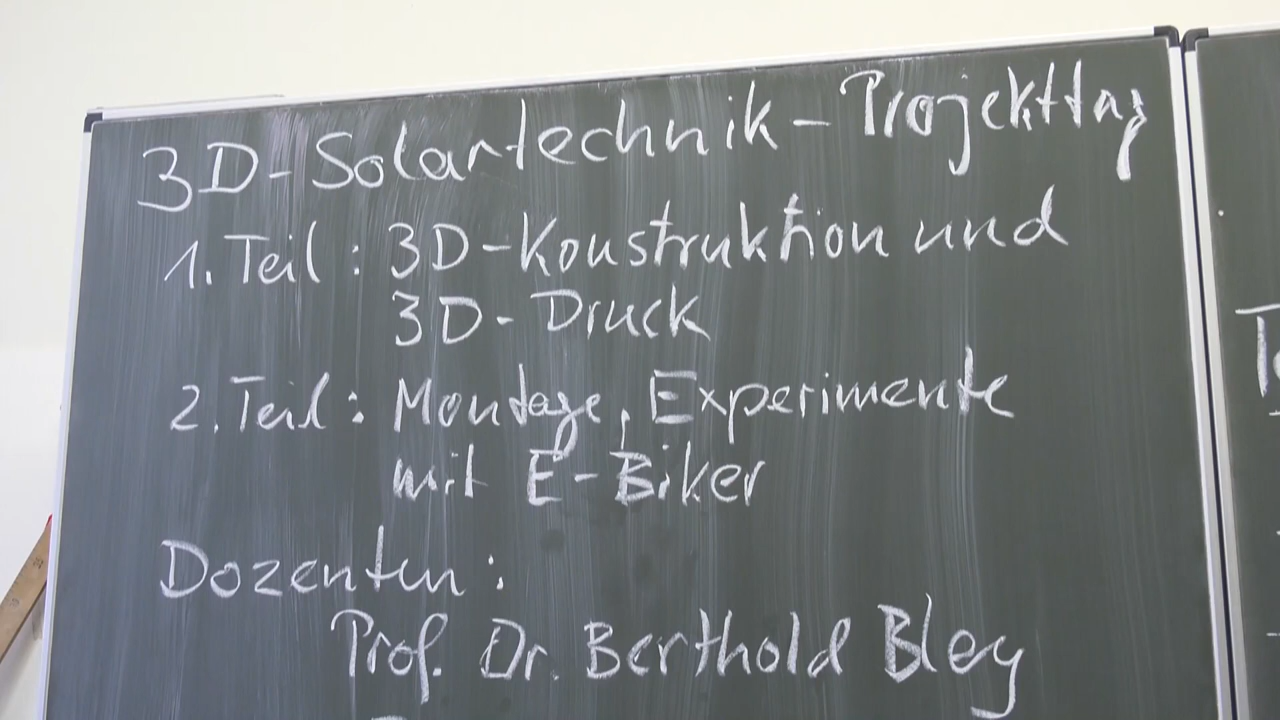 3D-Solartechnik-Projekttag
1. Teil: 3D-Konstruktion und
3D-Druck
2. Teil: Montage, Experimente
mit E-Biker
Dozenten:
Prof. Dr. Berthold Bley